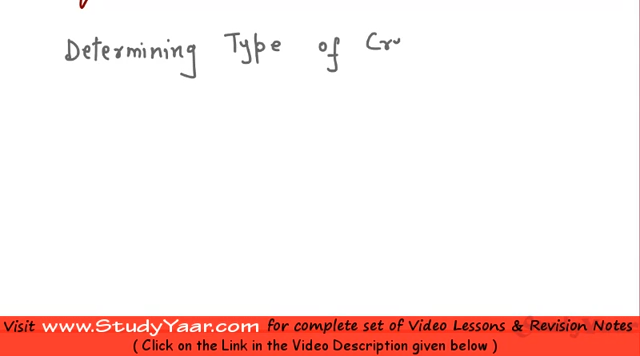 Determining Type of Cry
Visit www.StudyYaar.com for complete set of Video Lessons & Revision Notes
( Click on the Link in the Video Description given below )